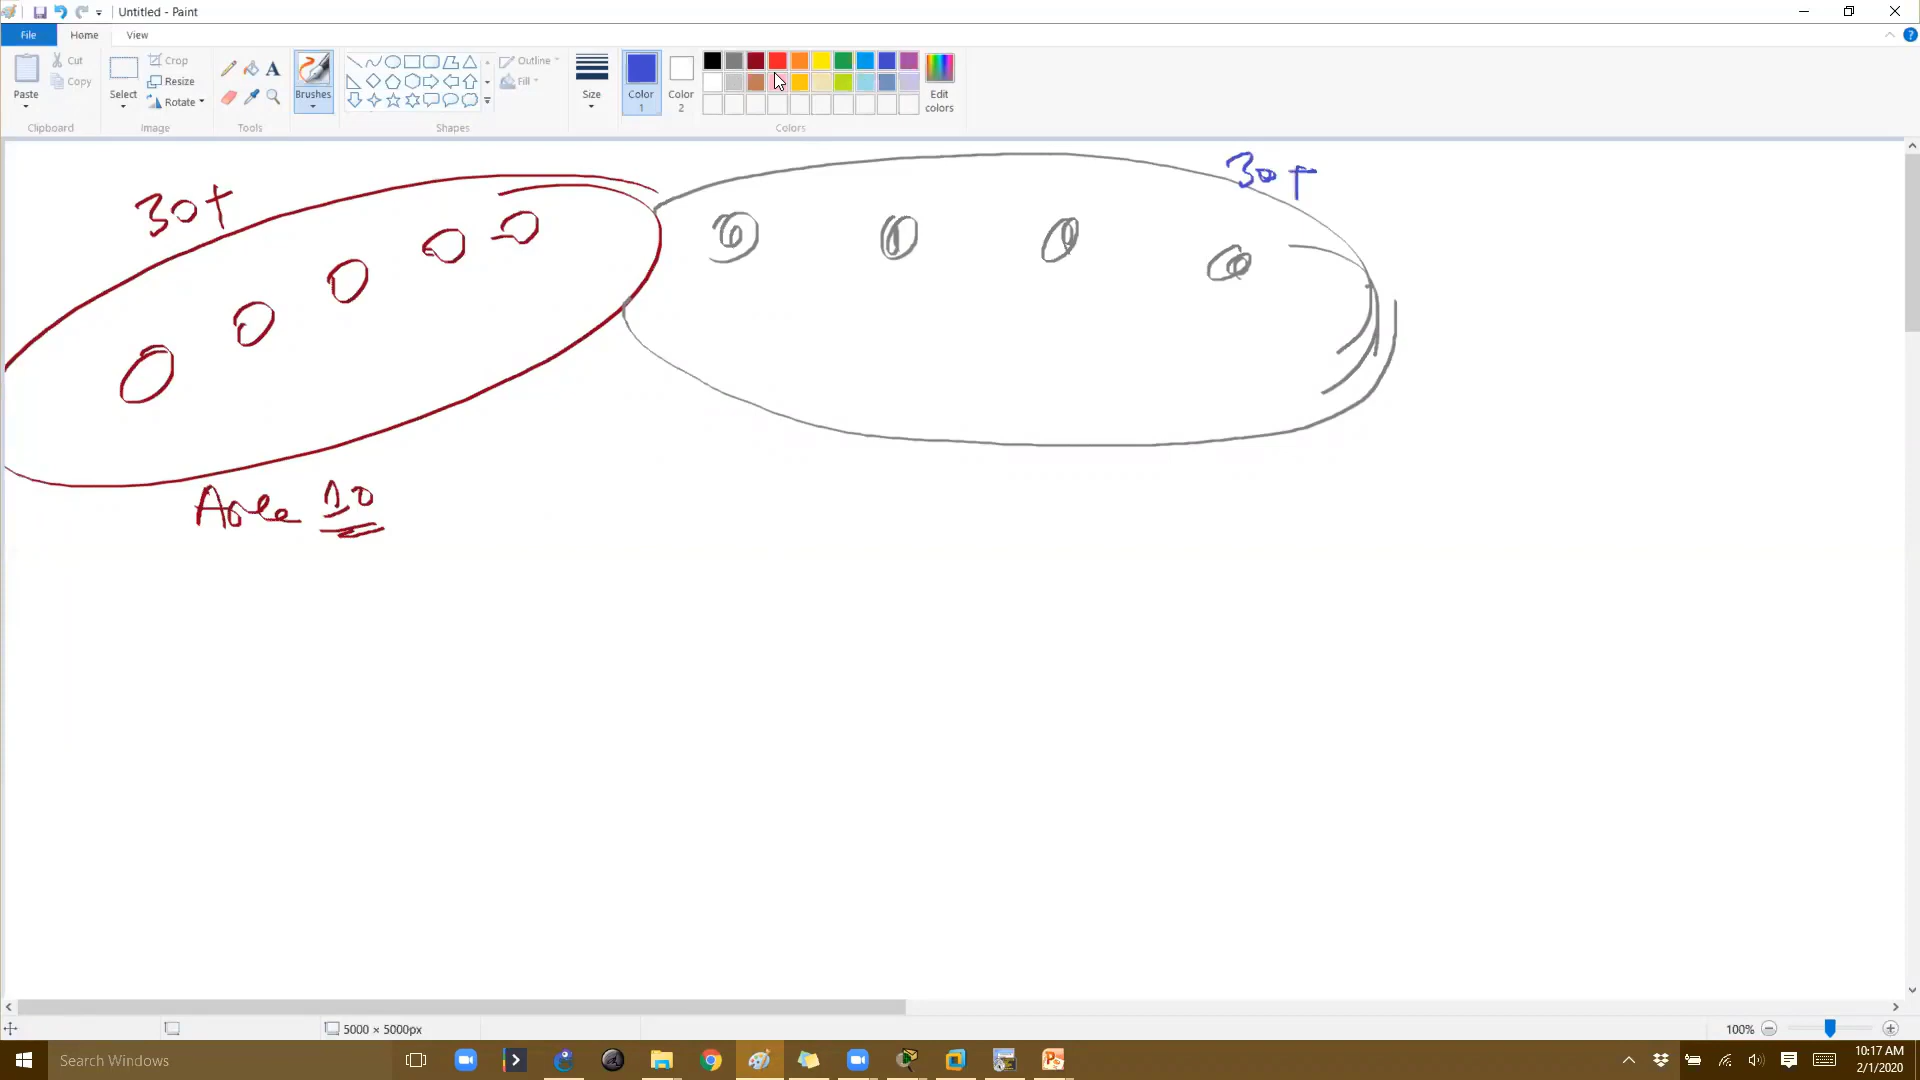 Untitled - Paint
File Home View
Paste
Cut
Copy
Clipboard
Select
Crop
Resize
Rotate
Image
Tools
Brushes
Outline
Fill
Shapes
Size
Color 1
Color 2
Colors
Edit colors
30+
30+
10
5000 × 5000px
100%
Search Windows
10:17 AM
2/1/2020